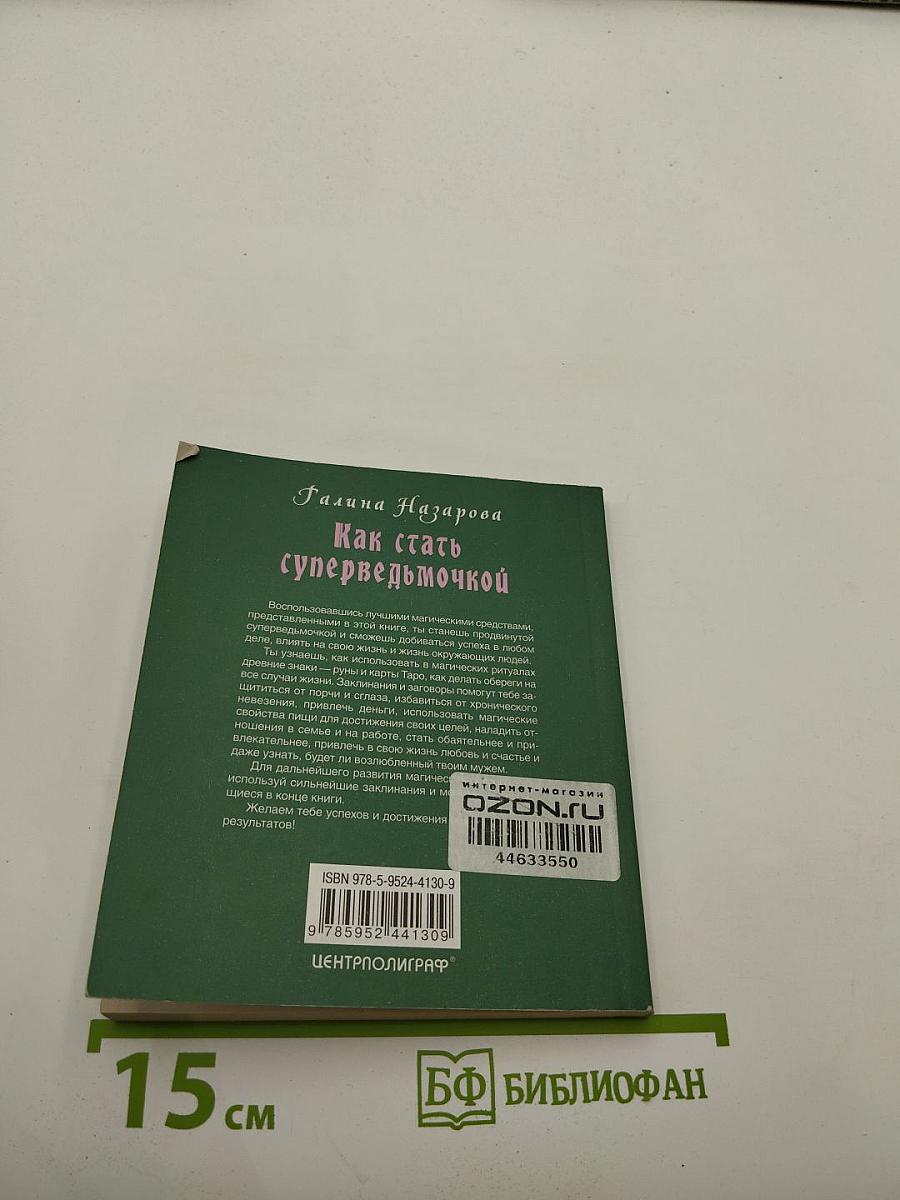 Галина Назарова
Как стать
суперведьмочкой
Воспользовавшись лучшими магическими средствами,
представленными в этой книге, ты станешь продвинутой
суперведьмочкой и сможешь добиваться успеха в любом
деле, влиять на свою жизнь и жизнь окружающих людей.
Ты узнаешь, как использовать в магических ритуалах
древние знаки — руны и карты Таро, как делать обереги на
все случаи жизни. Заклинания и заговоры помогут тебе за-
щититься от порчи и сглаза, избавиться от хронического
невезения, привлечь деньги, использовать магические
свойства пищи для достижения своих целей, наладить от-
ношения в семье и на работе, стать обаятельнее и при-
влекательнее, привлечь в свою жизнь любовь и счастье и
даже узнать, будет ли возлюбленный твоим мужем.
Для дальнейшего развития магичес
используй сильнейшие заклинания и мо
щиеся в конце книги.
Желаем тебе успехов и достижения
результатов!
интернет-магазин
OZON.ru
44633550
ISBN 978-5-9524-4130-9
9 785952 441309
ЦЕНТРПОЛИГРАФ®
15 см
БФ БИБЛИОФАН